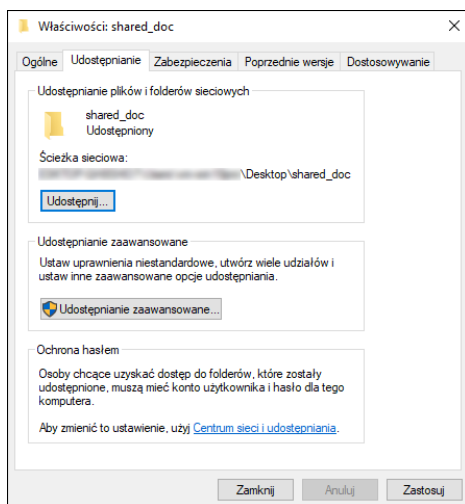 Właściwości: shared_doc
Ogólne Udostępnianie Zabezpieczenia Poprzednie wersje Dostosowywanie
Udostępnianie plików i folderów sieciowych
shared_doc
Udostępniony
Ścieżka sieciowa:
\Desktop\shared_doc
Udostępnij...
Udostępnianie zaawansowane
Ustaw uprawnienia niestandardowe, utwórz wiele udziałów i
ustaw inne zaawansowane opcje udostępniania.
Udostępnianie zaawansowane...
Ochrona hasłem
Osoby chcące uzyskać dostęp do folderów, które zostały
udostępnione, muszą mieć konto użytkownika i hasło dla tego
komputera.
Aby zmienić to ustawienie, użyj Centrum sieci i udostępniania.
Zamknij Anuluj Zastosuj